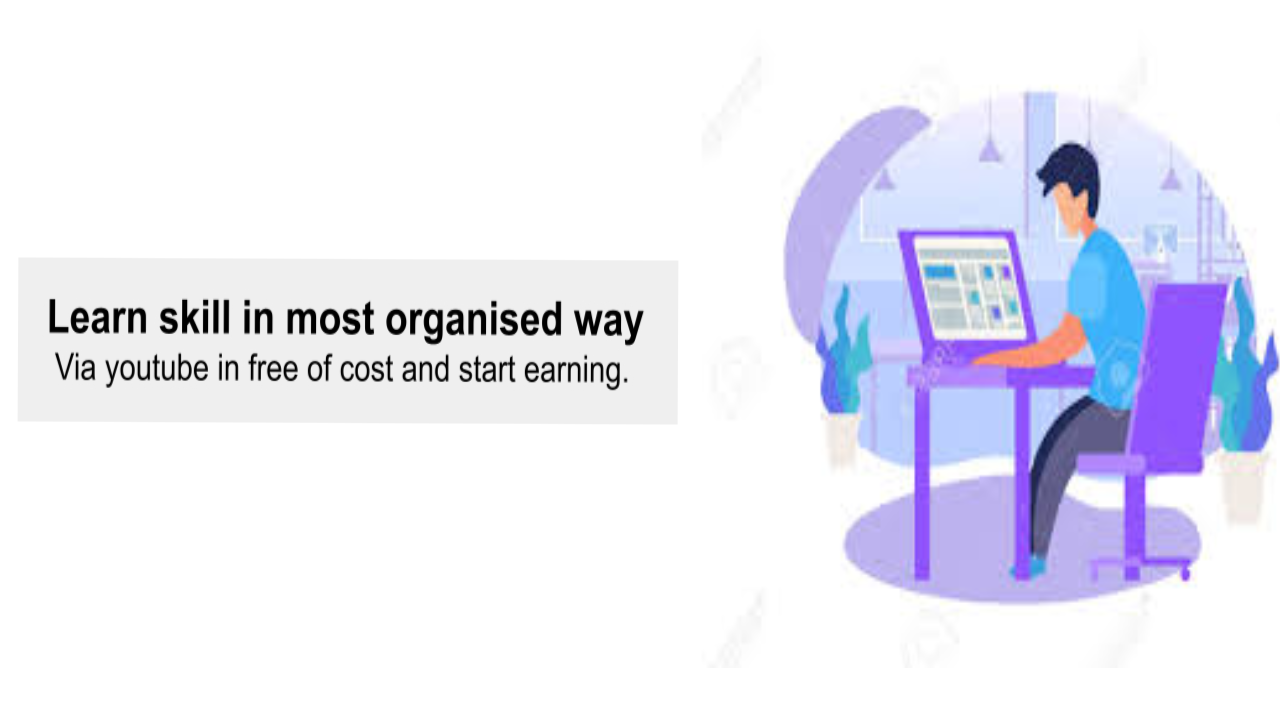 Learn skill in most organised way
Via youtube in free of cost and start earning.